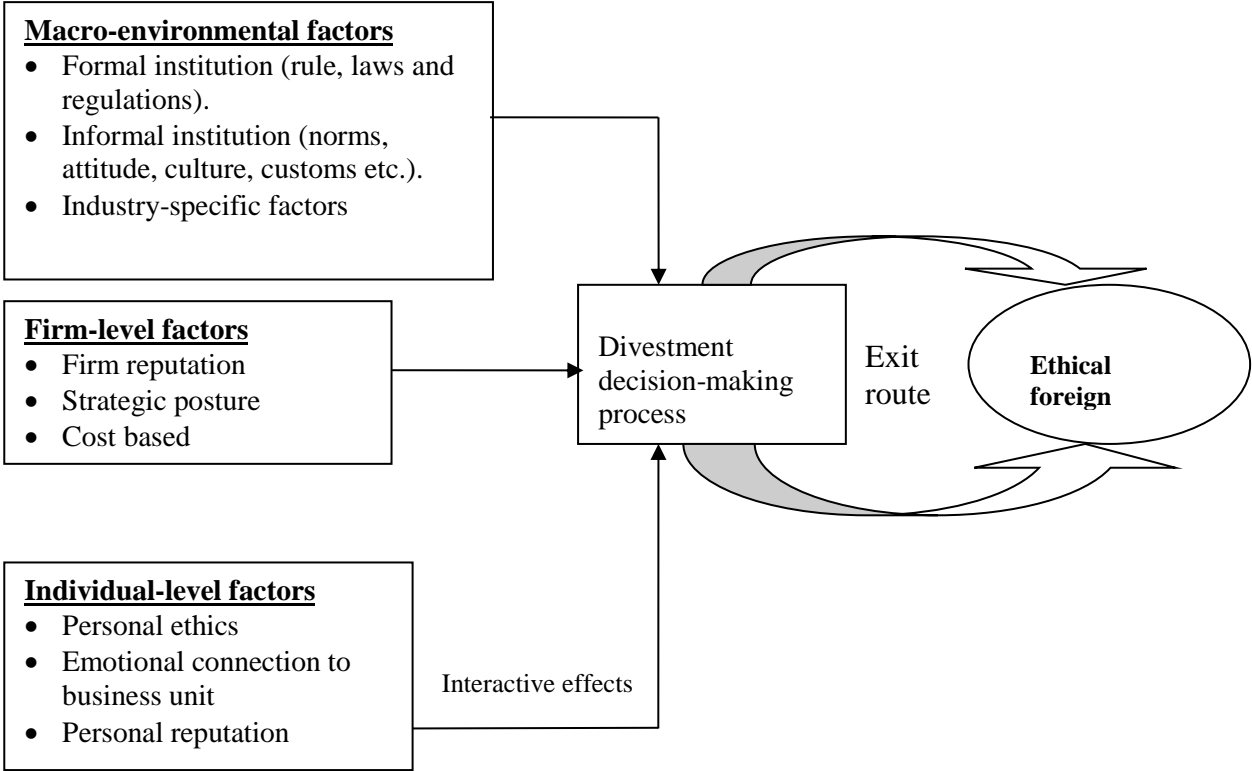 Macro-environmental factors
• Formal institution (rule, laws and
regulations).
• Informal institution (norms,
attitude, culture, customs etc.).
• Industry-specific factors
Firm-level factors
• Firm reputation
• Strategic posture
• Cost based
Individual-level factors
• Personal ethics
• Emotional connection to
business unit
• Personal reputation
Interactive effects
Divestment
decision-making
process
Exit
route
Ethical
foreign